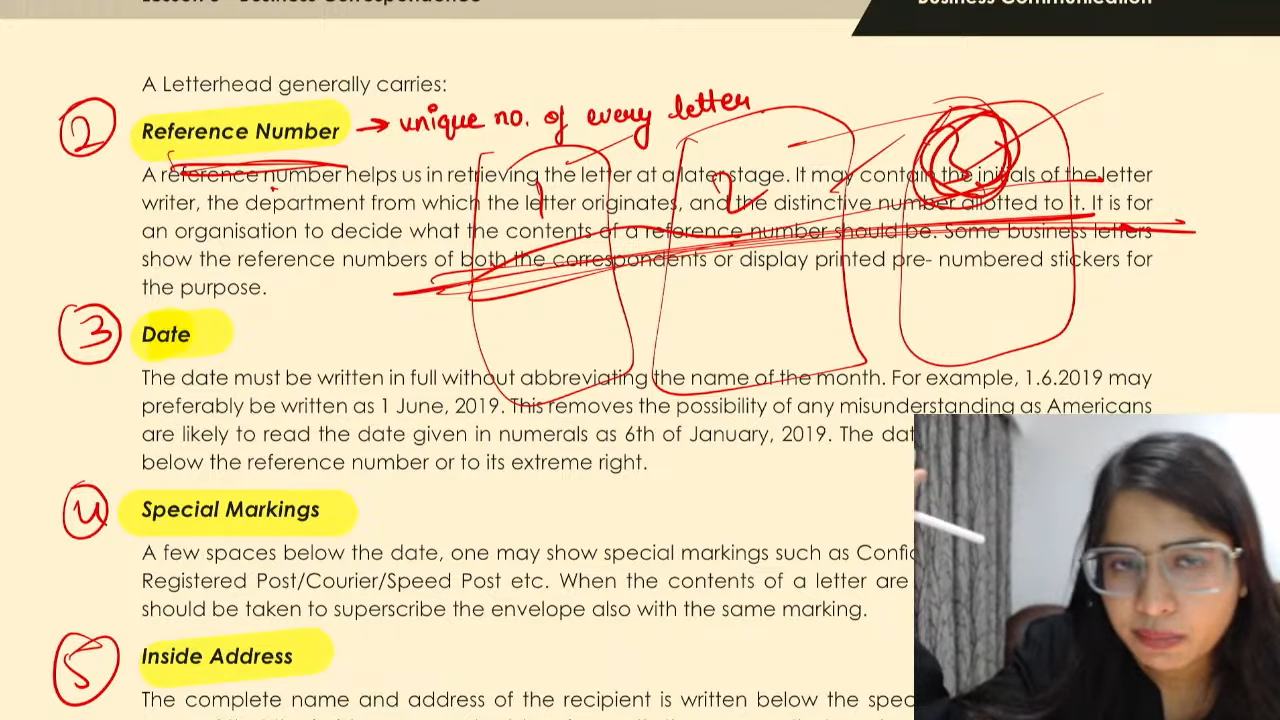 Lesson 5 - Business Correspondence
Business Communication
A Letterhead generally carries:
2 Reference Number → unique no. of every letter
A reference number helps us in retrieving the letter at a later stage. It may contain the initials of the letter
writer, the department from which the letter originates, and the distinctive number allotted to it. It is for
an organisation to decide what the contents of a reference number should be. Some business letters
show the reference numbers of both the correspondents or display printed pre- numbered stickers for
the purpose.
1 2
3 Date
The date must be written in full without abbreviating the name of the month. For example, 1.6.2019 may
preferably be written as 1 June, 2019. This removes the possibility of any misunderstanding as Americans
are likely to read the date given in numerals as 6th of January, 2019. The dat
below the reference number or to its extreme right.
4 Special Markings
A few spaces below the date, one may show special markings such as Confid
Registered Post/Courier/Speed Post etc. When the contents of a letter are
should be taken to superscribe the envelope also with the same marking.
5 Inside Address
The complete name and address of the recipient is written below the spec